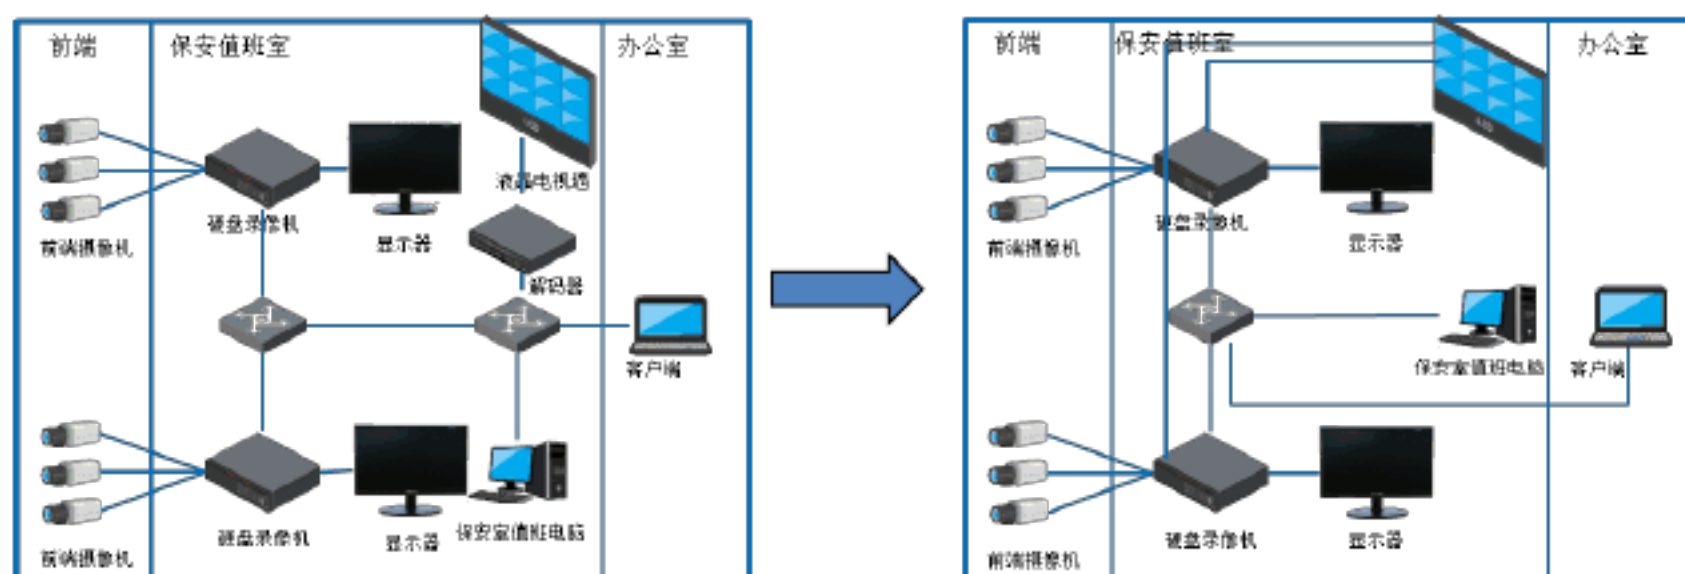 前端
保安值班室
办公室
液晶电视墙
硬盘录像机
显示器
前端摄像机
解码器
客户端
硬盘录像机
显示器
保安室值班电脑
前端摄像机
前端
保安值班室
办公室
硬盘录像机
显示器
前端摄像机
保安室值班电脑
客户端
硬盘录像机
显示器
前端摄像机